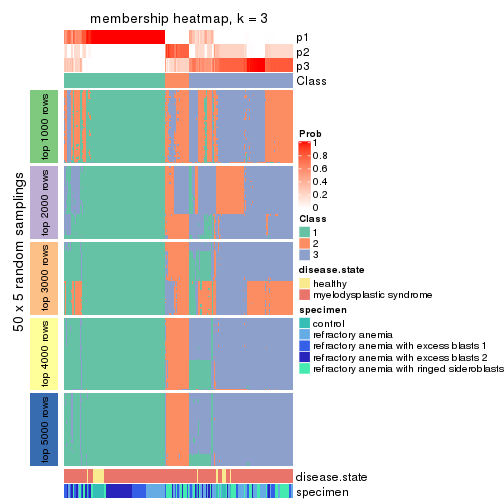 membership heatmap, k = 3
p1
p2
p3
Class
50 x 5 random samplings
top 1000 rows
top 2000 rows
top 3000 rows
top 4000 rows
top 5000 rows
Prob
1
0.8
0.6
0.4
0.2
0
Class
1
2
3
disease.state
healthy
myelodysplastic syndrome
specimen
control
refractory anemia
refractory anemia with excess blasts 1
refractory anemia with excess blasts 2
refractory anemia with ringed sideroblasts
disease.state
specimen